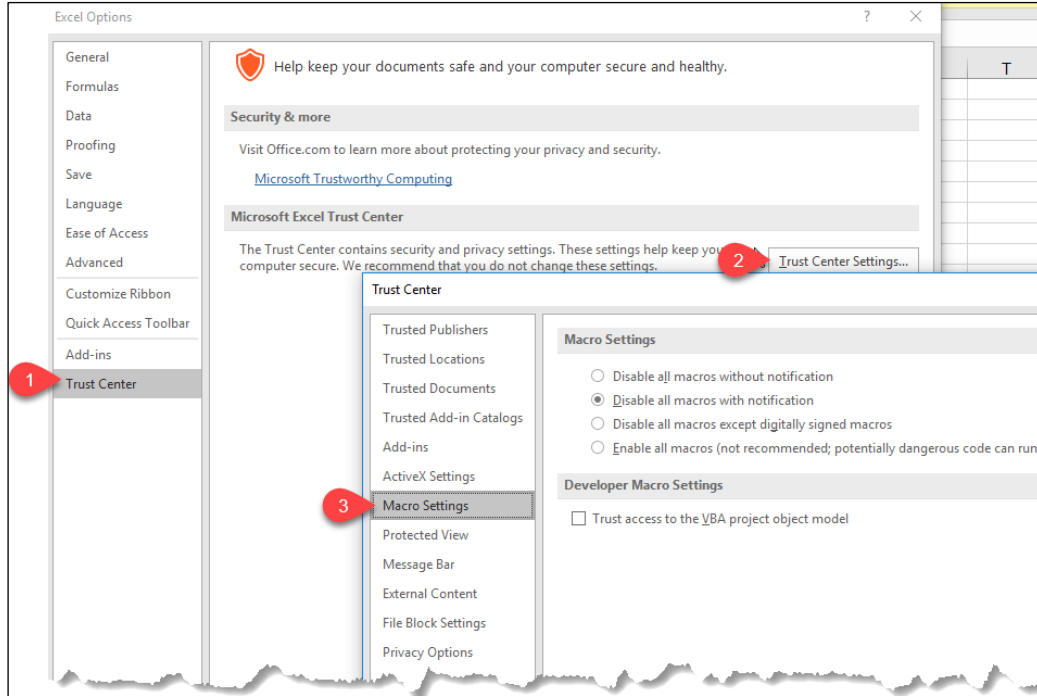 Excel Options
?
General
Formulas
Data
Proofing
Save
Language
Ease of Access
Advanced
Customize Ribbon
Quick Access Toolbar
Add-ins
1
Trust Center
Help keep your documents safe and your computer secure and healthy.
Security & more
Visit Office.com to learn more about protecting your privacy and security.
Microsoft Trustworthy Computing
Microsoft Excel Trust Center
The Trust Center contains security and privacy settings. These settings help keep you
computer secure. We recommend that you do not change these settings.
2
Trust Center Settings...
T
Trust Center
Trusted Publishers
Trusted Locations
Trusted Documents
Trusted Add-in Catalogs
Add-ins
ActiveX Settings
3
Macro Settings
Protected View
Message Bar
External Content
File Block Settings
Privacy Options
Macro Settings
Disable all macros without notification
Disable all macros with notification
Disable all macros except digitally signed macros
Enable all macros (not recommended; potentially dangerous code can run
Developer Macro Settings
Trust access to the VBA project object model